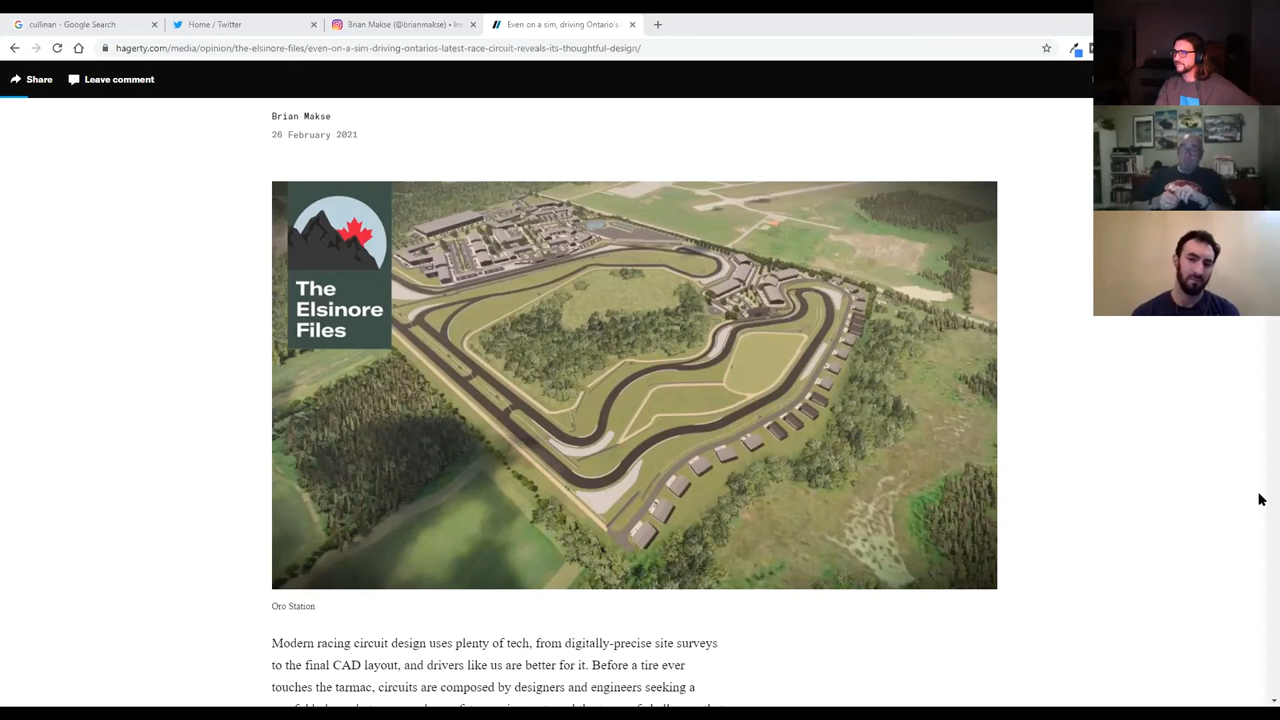 cullinan - Google Search
Home / Twitter
Brian Makse (@brianmakse) • In
Even on a sim, driving Ontario's
hagerty.com/media/opinion/the-elsinore-files/even-on-a-sim-driving-ontarios-latest-race-circuit-reveals-its-thoughtful-design/
Share
Leave comment
Brian Makse
26 February 2021
The
Elsinore
Files
Oro Station
Modern racing circuit design uses plenty of tech, from digitally-precise site surveys
to the final CAD layout, and drivers like us are better for it. Before a tire ever
touches the tarmac, circuits are composed by designers and engineers seeking a